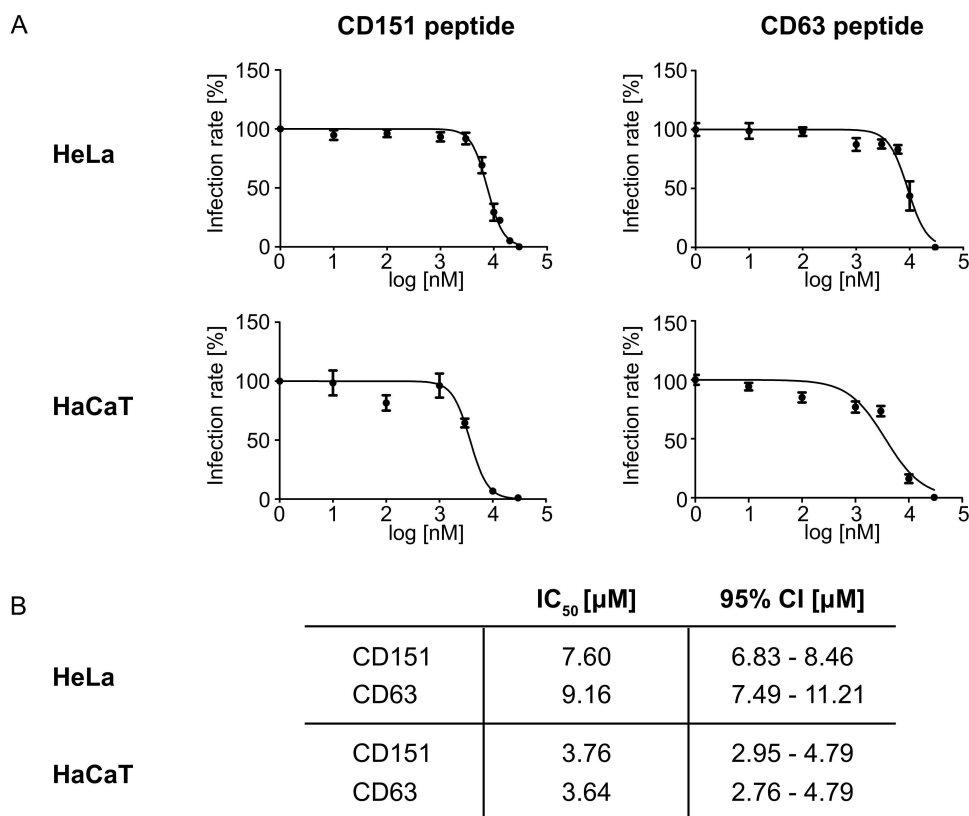 A
CD151 peptide
CD63 peptide
HeLa
Infection rate [%]
150
100
50
0
0 1 2 3 4 5
log [nM]
Infection rate [%]
150
100
50
0
0 1 2 3 4 5
log [nM]
HaCaT
Infection rate [%]
150
100
50
0
0 1 2 3 4 5
log [nM]
Infection rate [%]
150
100
50
0
0 1 2 3 4 5
log [nM]
B
IC50 [µM] 95% CI [µM]
HeLa
CD151 7.60 6.83 - 8.46
CD63 9.16 7.49 - 11.21
HaCaT
CD151 3.76 2.95 - 4.79
CD63 3.64 2.76 - 4.79